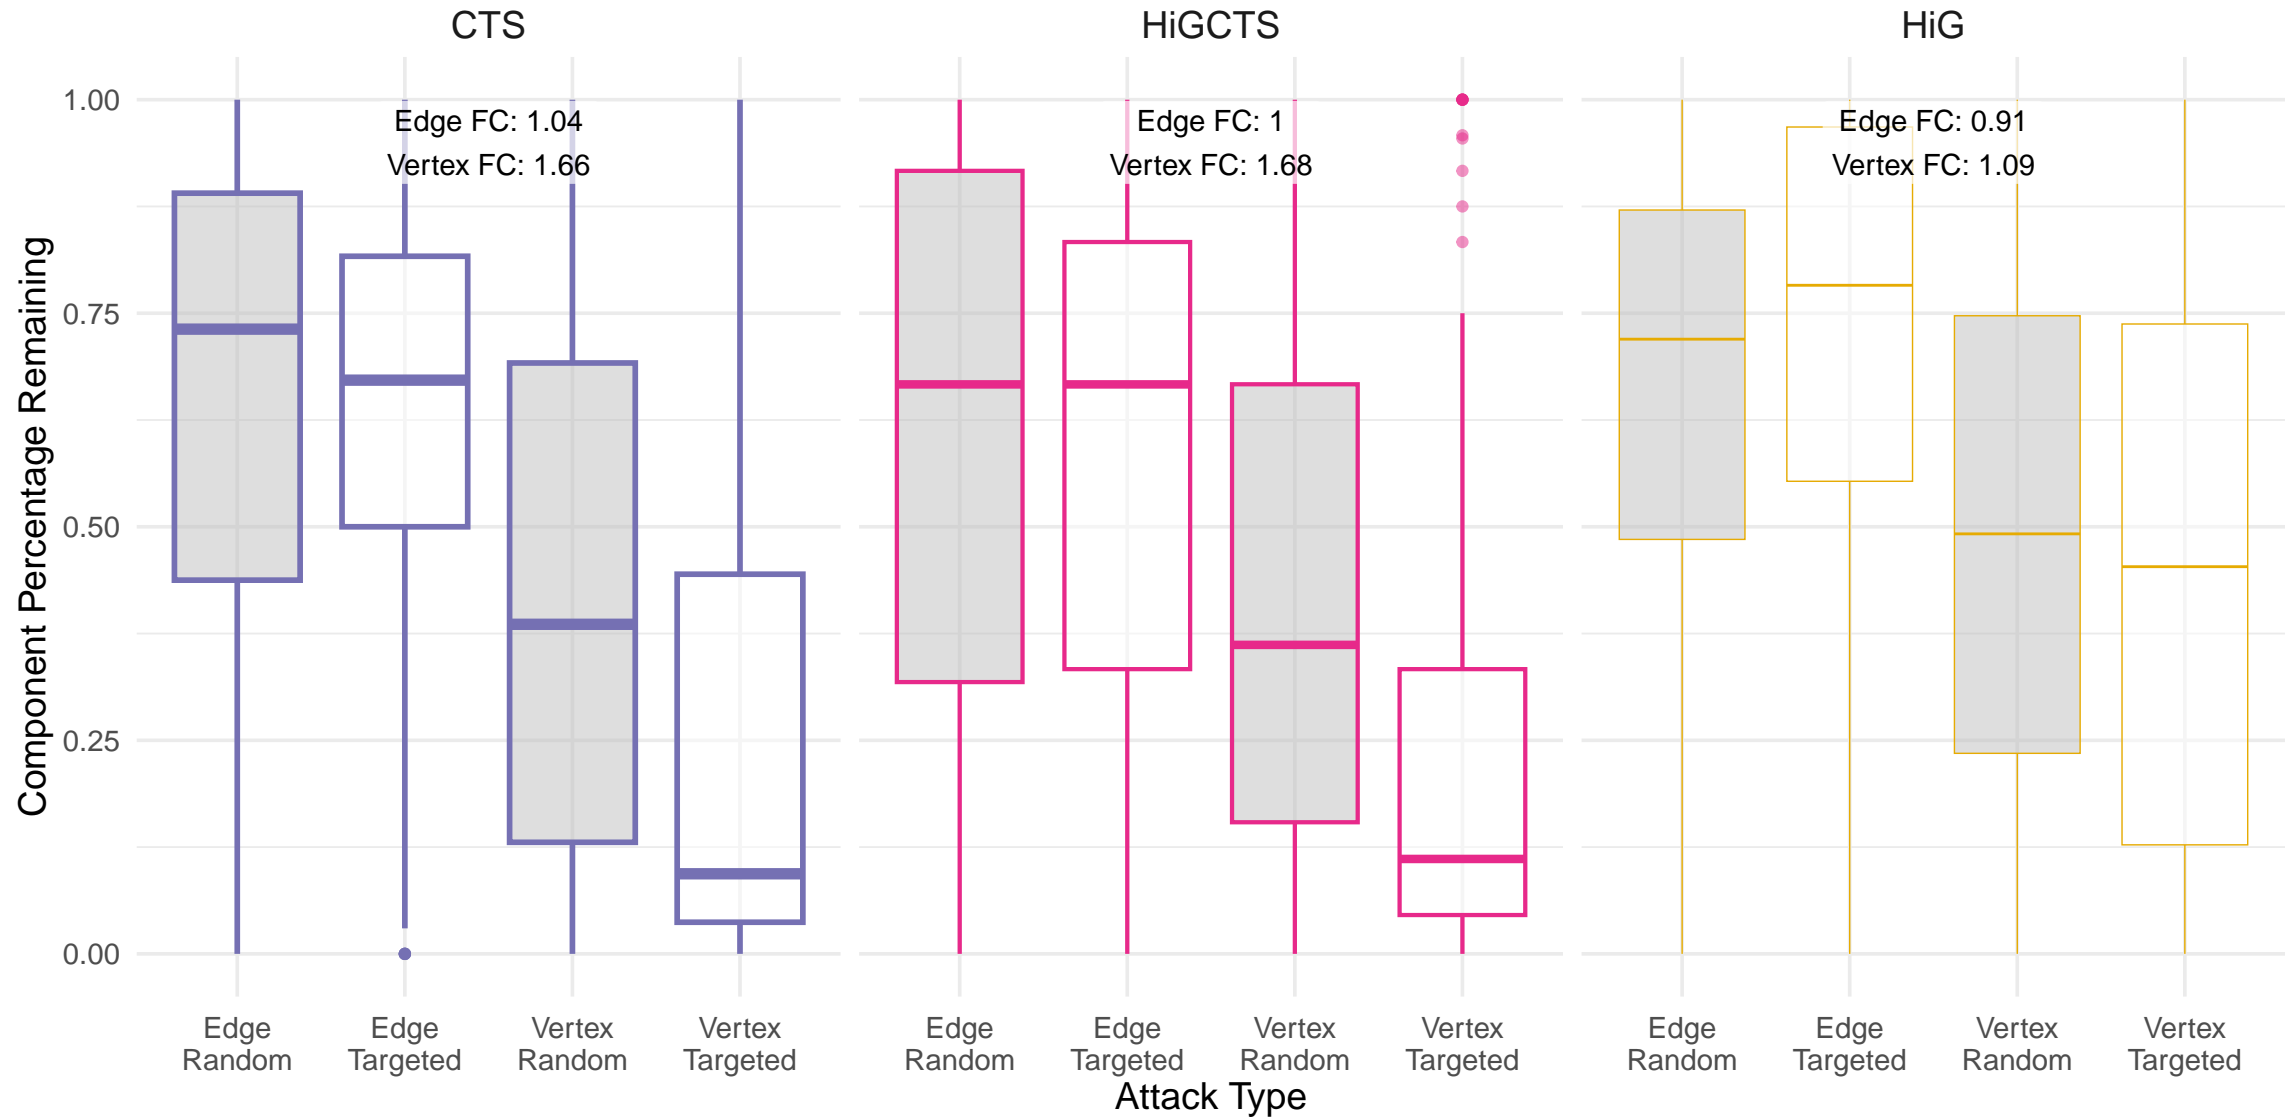 CTS
HiGCTS
HiG
Component Percentage Remaining
1.00
0.75
0.50
0.25
0.00
Edge FC: 1.04
Vertex FC: 1.66
Edge FC: 1
Vertex FC: 1.68
Edge FC: 0.91
Vertex FC: 1.09
Edge
Random
Edge
Targeted
Vertex
Random
Vertex
Targeted
Edge
Random
Edge
Targeted
Vertex
Random
Vertex
Targeted
Edge
Random
Edge
Targeted
Vertex
Random
Vertex
Targeted
Attack Type